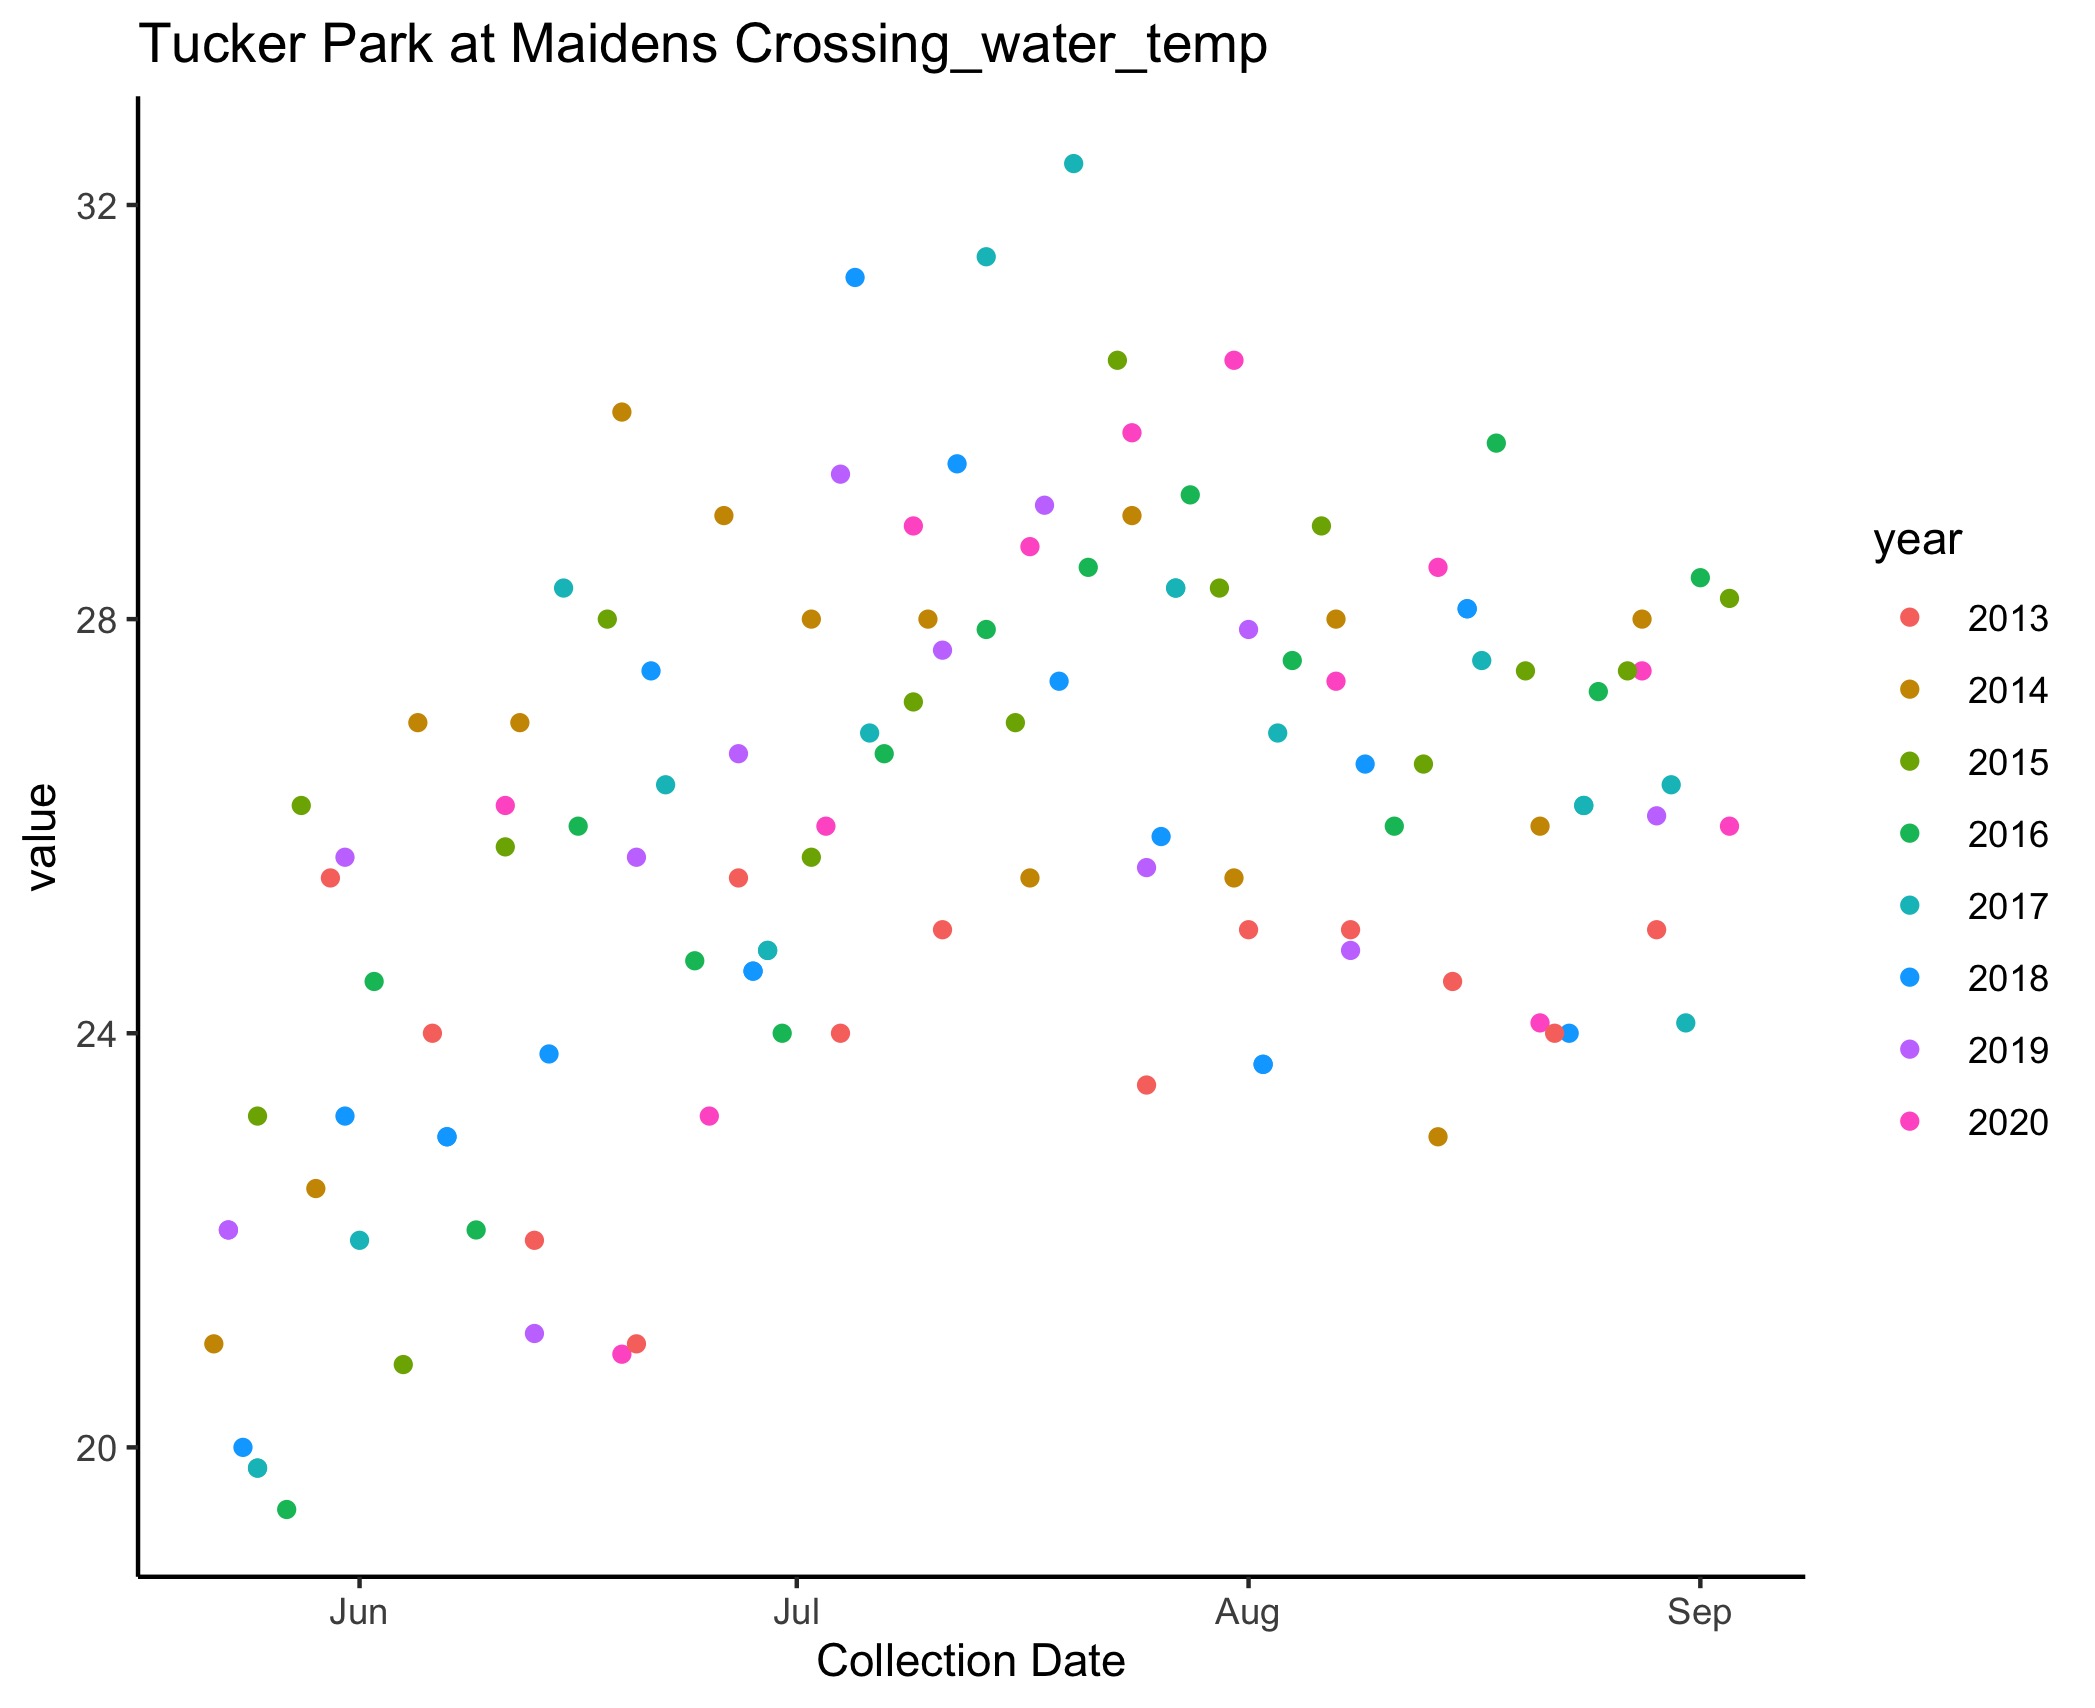 Tucker Park at Maidens Crossing_water_temp
32
28
24
20
value
Jun
Jul
Aug
Sep
Collection Date
year
2013
2014
2015
2016
2017
2018
2019
2020